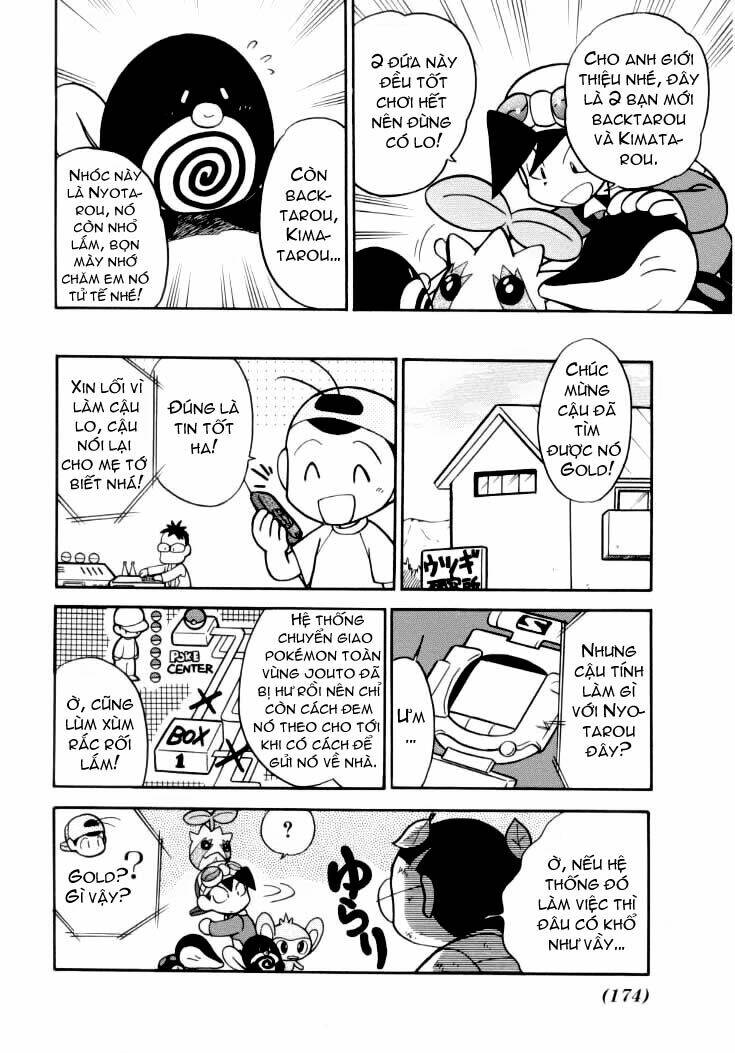 Cho anh giới
thiệu nhé, đây
là 2 bạn mới
backtarou
và Kimata-
rou.
2 đứa này
đều tốt
chơi hết
nên đừng
có lo!
Còn
back-
tarou,
Kima-
tarou...
Nhóc này
là Nyota-
rou, nó
còn nhỏ
lắm, bọn
mày nhớ
chăm em nó
tử tế nhé!
Chúc
mừng
cậu đã
tìm
được nó
Gold!
ウツギ
研究所
Đúng là
tin tốt
ha!
Xin lỗi vì
làm cậu
lo, cậu
nói lại
cho mẹ tớ
biết nhá!
Nhưng
cậu tính
làm gì
với Nyo-
tarou
đây?
Ưm
...
Hệ thống
chuyển giao
Pokémon toàn
vùng Jouto đã
bị hư rồi nên chỉ
còn cách đem
nó theo cho tới
khi có cách để
gửi nó về nhà.
POKE
CENTER
BOX
1
Ờ, cũng
lùm xùm
rắc rối
lắm!
Ờ, nếu hệ
thống đó
làm việc thì
đâu có khổ
như vầy...
ゆらり
?
Gold??
Gì vậy?
(174)